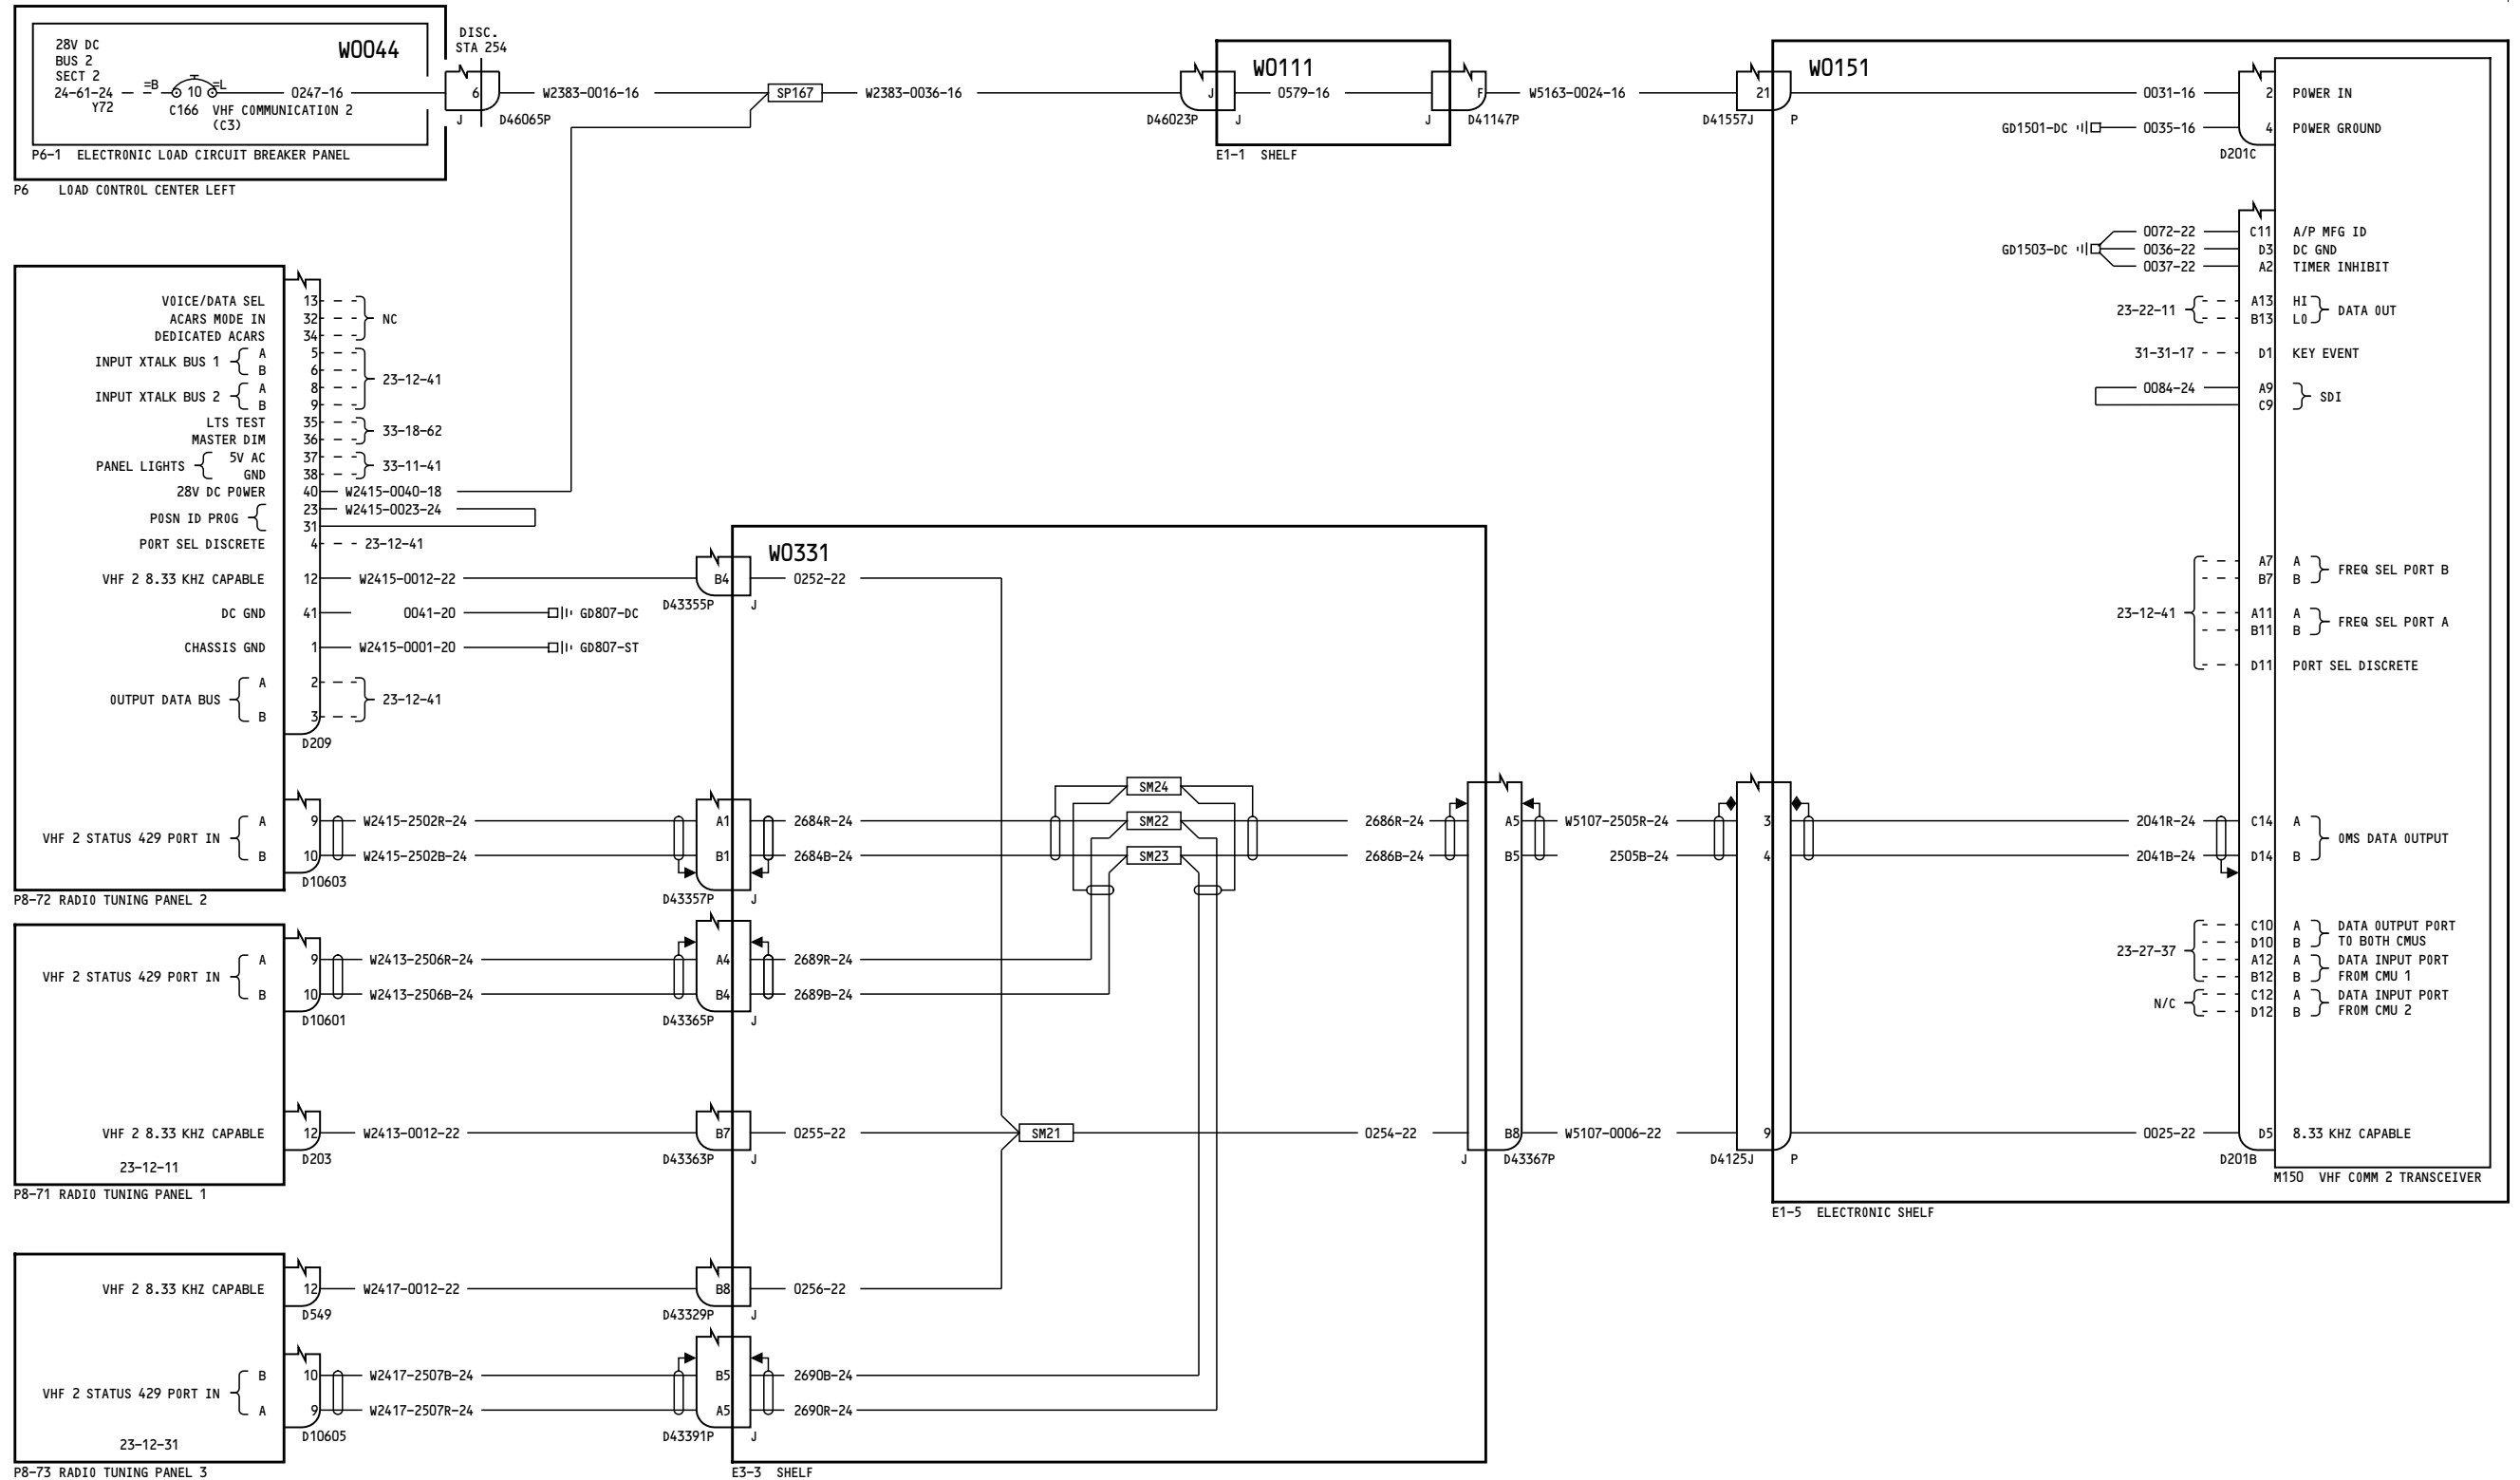 28V DC
BUS 2
SECT 2
24-61-24
Y72
=B
10
=L
C166 VHF COMMUNICATION 2
(C3)
W0044
0247-16
P6-1 ELECTRONIC LOAD CIRCUIT BREAKER PANEL
P6 LOAD CONTROL CENTER LEFT
DISC.
STA 254
6
J
D46065P
W2383-0016-16
SP167
W2383-0036-16
J
D46023P
J
W0111
0579-16
F
J
D41147P
E1-1 SHELF
W5163-0024-16
21
D41557J
P
W0151
0031-16
2
POWER IN
GD1501-DC
0035-16
4
POWER GROUND
D201C
0072-22
C11
A/P MFG ID
GD1503-DC
0036-22
D3
DC GND
0037-22
A2
TIMER INHIBIT
23-22-11
A13
HI
B13
LO
DATA OUT
31-31-17
D1
KEY EVENT
0084-24
A9
C9
SDI
23-12-41
A7
A
B7
B
FREQ SEL PORT B
A11
A
B11
B
FREQ SEL PORT A
D11
PORT SEL DISCRETE
VOICE/DATA SEL
13
ACARS MODE IN
32
NC
DEDICATED ACARS
34
INPUT XTALK BUS 1
A
5
B
6
INPUT XTALK BUS 2
A
8
B
9
23-12-41
LTS TEST
35
MASTER DIM
36
33-18-62
PANEL LIGHTS
5V AC
37
GND
38
33-11-41
28V DC POWER
40
W2415-0040-18
POSN ID PROG
23
W2415-0023-24
31
PORT SEL DISCRETE
4
23-12-41
VHF 2 8.33 KHZ CAPABLE
12
W2415-0012-22
B4
D43355P
J
W0331
0252-22
DC GND
41
0041-20
GD807-DC
CHASSIS GND
1
W2415-0001-20
GD807-ST
OUTPUT DATA BUS
A
2
B
3
23-12-41
D209
VHF 2 STATUS 429 PORT IN
A
9
W2415-2502R-24
A1
2684R-24
B
10
W2415-2502B-24
B1
2684B-24
D10603
D43357P
J
P8-72 RADIO TUNING PANEL 2
SM24
SM22
SM23
2686R-24
A5
W5107-2505R-24
3
2041R-24
C14
A
2686B-24
B5
2505B-24
4
2041B-24
D14
B
OMS DATA OUTPUT
VHF 2 STATUS 429 PORT IN
A
9
W2413-2506R-24
A4
2689R-24
B
10
W2413-2506B-24
B4
2689B-24
D10601
D43365P
J
23-27-37
C10
A
D10
B
DATA OUTPUT PORT
TO BOTH CMUS
A12
A
B12
B
DATA INPUT PORT
FROM CMU 1
N/C
C12
A
D12
B
DATA INPUT PORT
FROM CMU 2
VHF 2 8.33 KHZ CAPABLE
12
W2413-0012-22
B7
0255-22
SM21
0254-22
B8
W5107-0006-22
9
0025-22
D5
8.33 KHZ CAPABLE
D203
D43363P
J
J
D43367P
D4125J
P
D201B
23-12-11
P8-71 RADIO TUNING PANEL 1
M150 VHF COMM 2 TRANSCEIVER
E1-5 ELECTRONIC SHELF
VHF 2 8.33 KHZ CAPABLE
12
W2417-0012-22
B8
0256-22
D549
D43329P
J
VHF 2 STATUS 429 PORT IN
B
10
W2417-2507B-24
B5
2690B-24
A
9
W2417-2507R-24
A5
2690R-24
D10605
D43391P
J
23-12-31
P8-73 RADIO TUNING PANEL 3
E3-3 SHELF